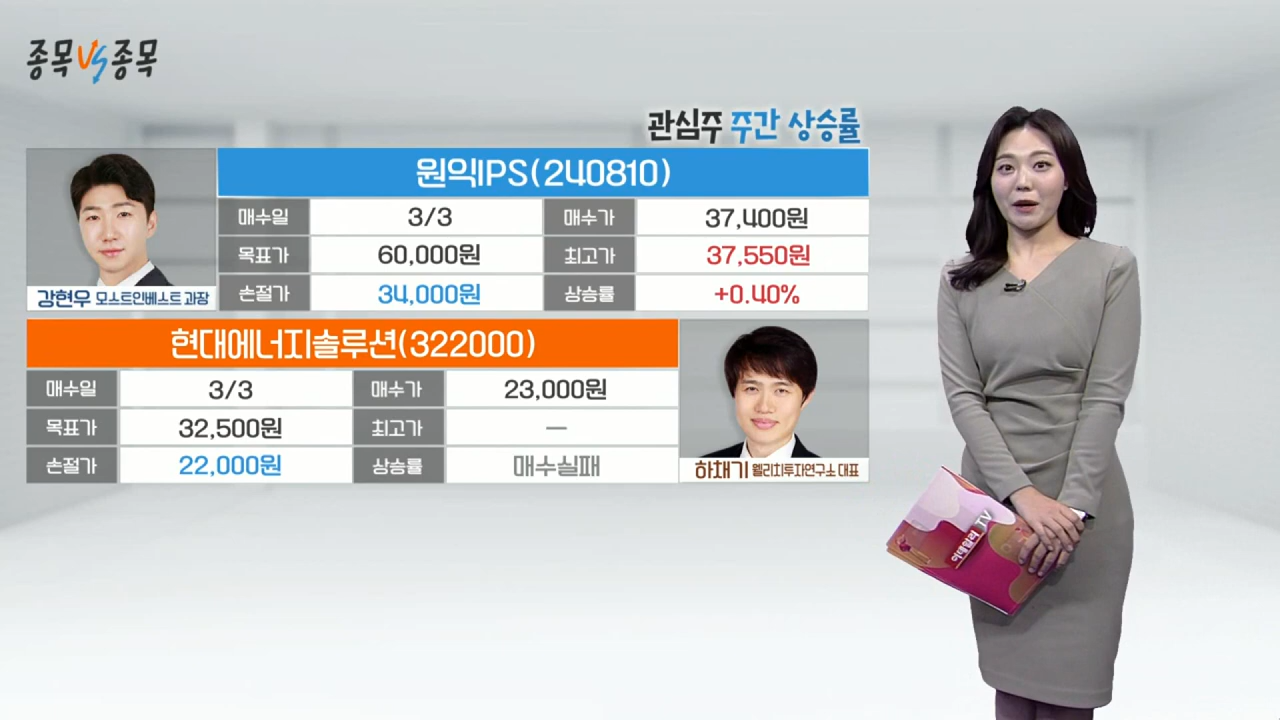 종목 VS 종목
관심주 주간 상승률
원익IPS(240810)
매수일 3/3 매수가 37,400원
목표가 60,000원 최고가 37,550원
손절가 34,000원 상승률 +0.40%
강현우 모스트인베스트 과장
현대에너지솔루션(322000)
매수일 3/3 매수가 23,000원
목표가 32,500원 최고가 —
손절가 22,000원 상승률 매수실패
하채기 웰리치투자연구소 대표
이데일리 TV